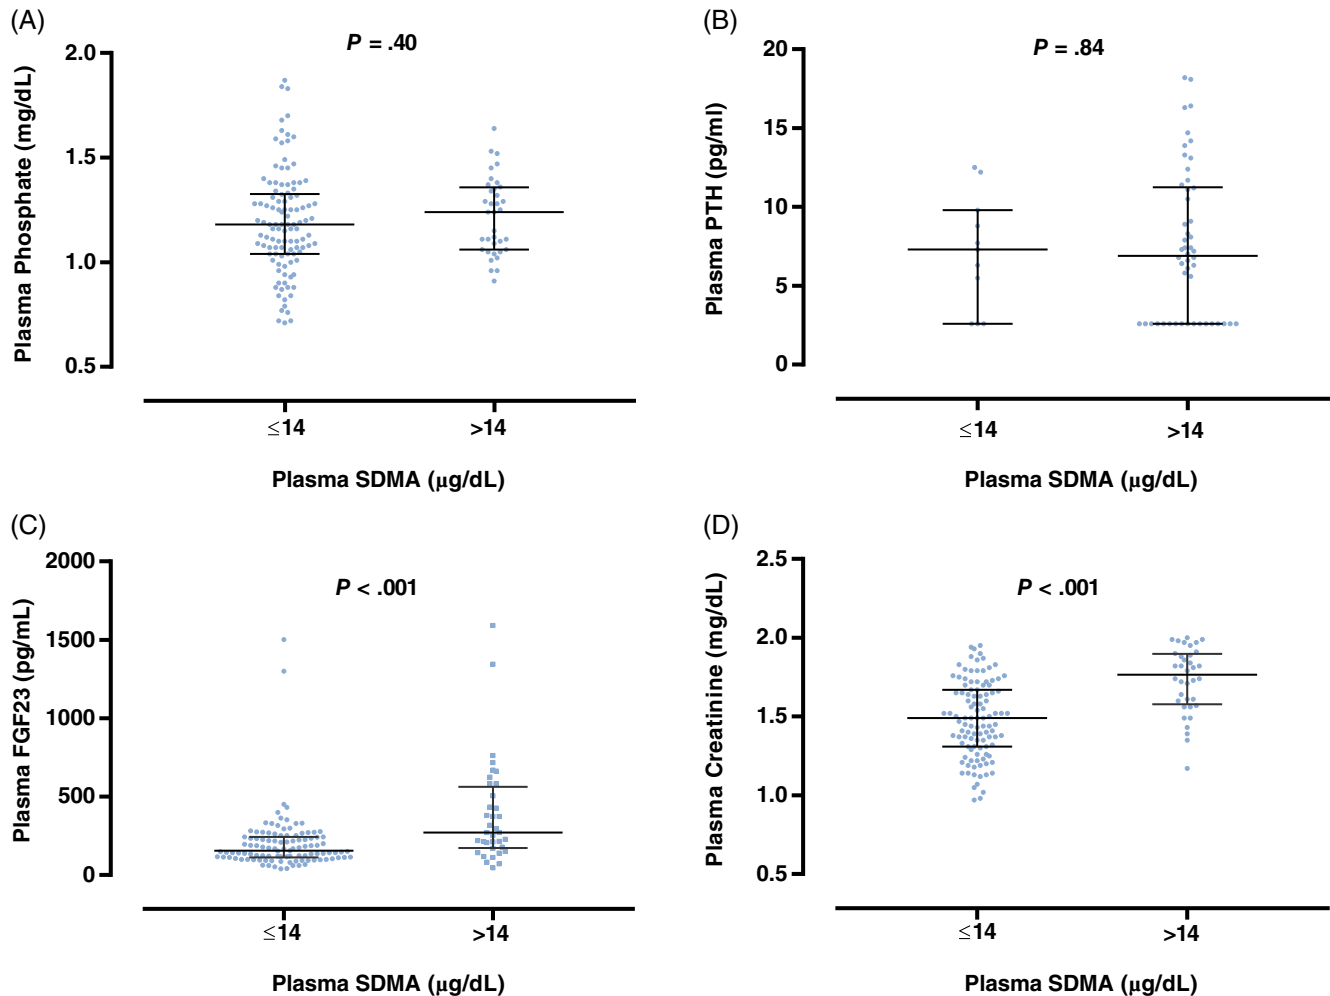 (A)
P = .40
Plasma Phosphate (mg/dL)
2.0
1.5
1.0
0.5
≤14
>14
Plasma SDMA (µg/dL)
(B)
P = .84
Plasma PTH (pg/ml)
20
15
10
5
0
≤14
>14
Plasma SDMA (µg/dL)
(C)
P < .001
Plasma FGF23 (pg/mL)
2000
1500
1000
500
0
≤14
>14
Plasma SDMA (µg/dL)
(D)
P < .001
Plasma Creatinine (mg/dL)
2.5
2.0
1.5
1.0
0.5
≤14
>14
Plasma SDMA (µg/dL)